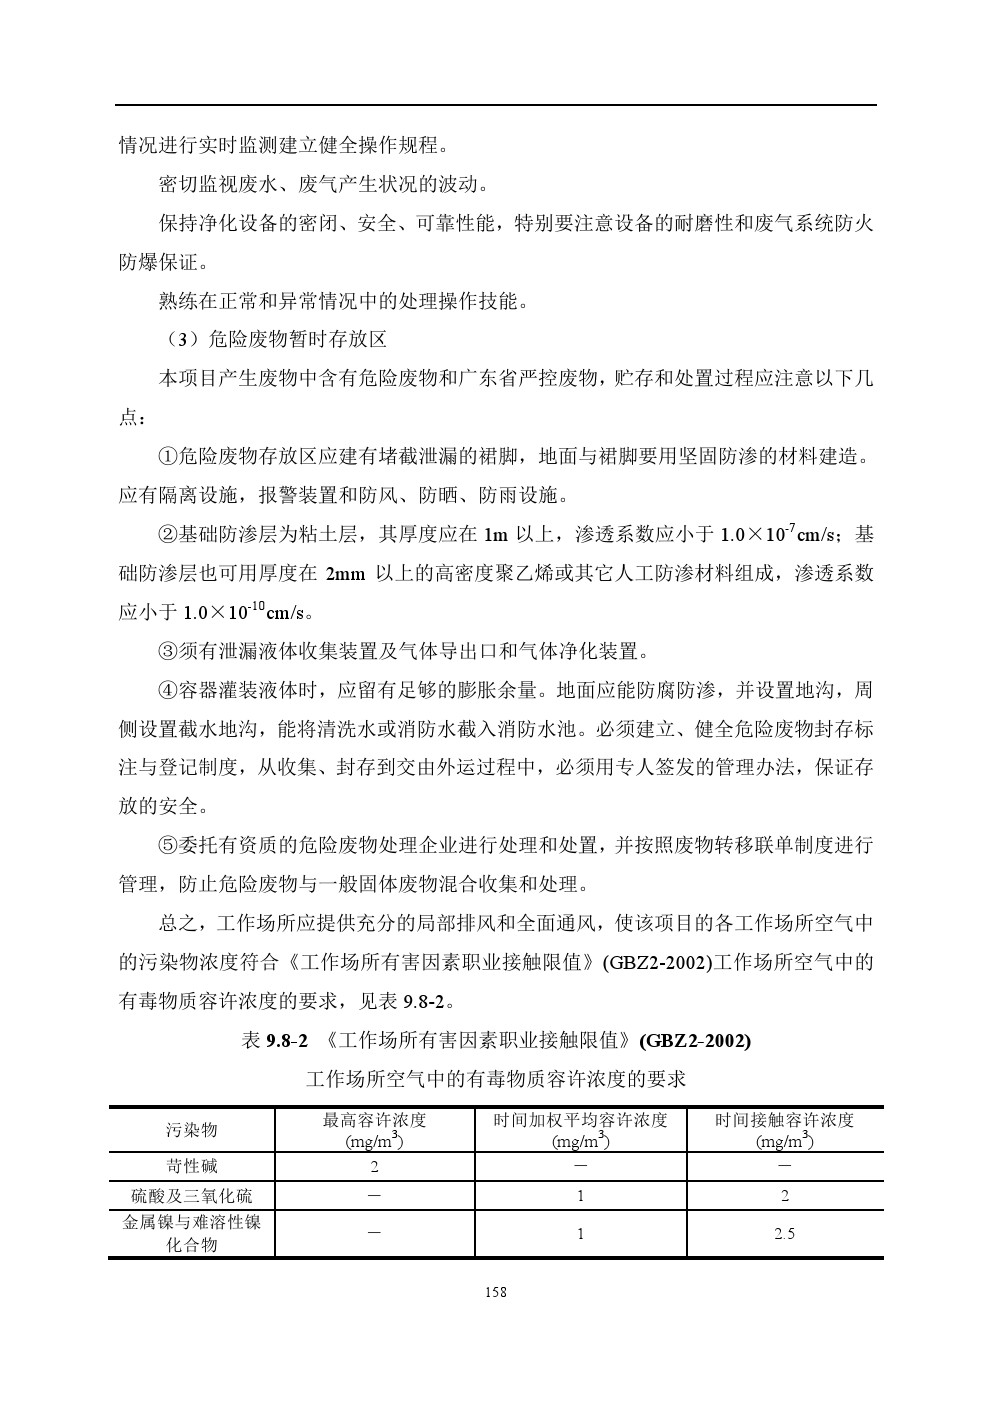 情况进行实时监测建立健全操作规程。
密切监视废水、废气产生状况的波动。
保持净化设备的密闭、安全、可靠性能，特别要注意设备的耐磨性和废气系统防火
防爆保证。
熟练在正常和异常情况中的处理操作技能。
（3）危险废物暂时存放区
本项目产生废物中含有危险废物和广东省严控废物，贮存和处置过程应注意以下几
点：
①危险废物存放区应建有堵截泄漏的裙脚，地面与裙脚要用坚固防渗的材料建造。
应有隔离设施，报警装置和防风、防晒、防雨设施。
②基础防渗层为粘土层，其厚度应在 1m 以上，渗透系数应小于 1.0×10⁻⁷cm/s；基
础防渗层也可用厚度在 2mm 以上的高密度聚乙烯或其它人工防渗材料组成，渗透系数
应小于 1.0×10⁻¹⁰cm/s。
③须有泄漏液体收集装置及气体导出口和气体净化装置。
④容器灌装液体时，应留有足够的膨胀余量。地面应能防腐防渗，并设置地沟，周
侧设置截水地沟，能将清洗水或消防水截入消防水池。必须建立、健全危险废物封存标
注与登记制度，从收集、封存到交由外运过程中，必须用专人签发的管理办法，保证存
放的安全。
⑤委托有资质的危险废物处理企业进行处理和处置，并按照废物转移联单制度进行
管理，防止危险废物与一般固体废物混合收集和处理。
总之，工作场所应提供充分的局部排风和全面通风，使该项目的各工作场所空气中
的污染物浓度符合《工作场所有害因素职业接触限值》(GBZ2-2002)工作场所空气中的
有毒物质容许浓度的要求，见表 9.8-2。
表 9.8-2 《工作场所有害因素职业接触限值》(GBZ2-2002)
工作场所空气中的有毒物质容许浓度的要求
污染物 最高容许浓度 (mg/m³) 时间加权平均容许浓度 (mg/m³) 时间接触容许浓度 (mg/m³)
苛性碱 2 － －
硫酸及三氧化硫 － 1 2
金属镍与难溶性镍化合物 － 1 2.5
158